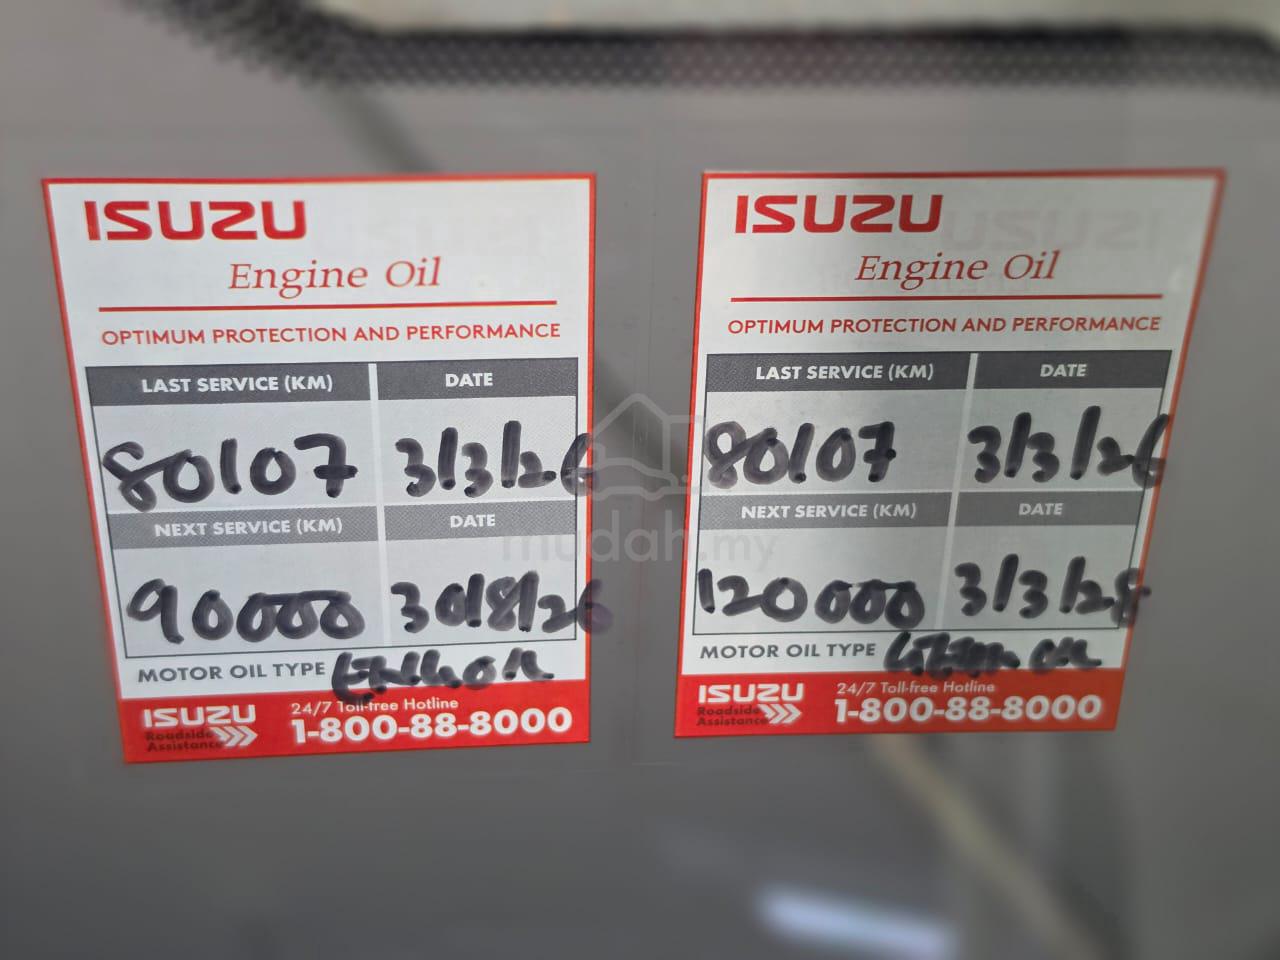 ISUZU
Engine Oil
OPTIMUM PROTECTION AND PERFORMANCE
LAST SERVICE (KM) DATE
80107 3/3/26
NEXT SERVICE (KM) DATE
90000 30/8/26
MOTOR OIL TYPE
ISUZU
Roadside
Assistance
24/7 Toll-free Hotline
1-800-88-8000
ISUZU
Engine Oil
OPTIMUM PROTECTION AND PERFORMANCE
LAST SERVICE (KM) DATE
80107 3/3/26
NEXT SERVICE (KM) DATE
120000 3/3/28
MOTOR OIL TYPE
ISUZU
Roadside
Assistance
24/7 Toll-free Hotline
1-800-88-8000
mudah.my